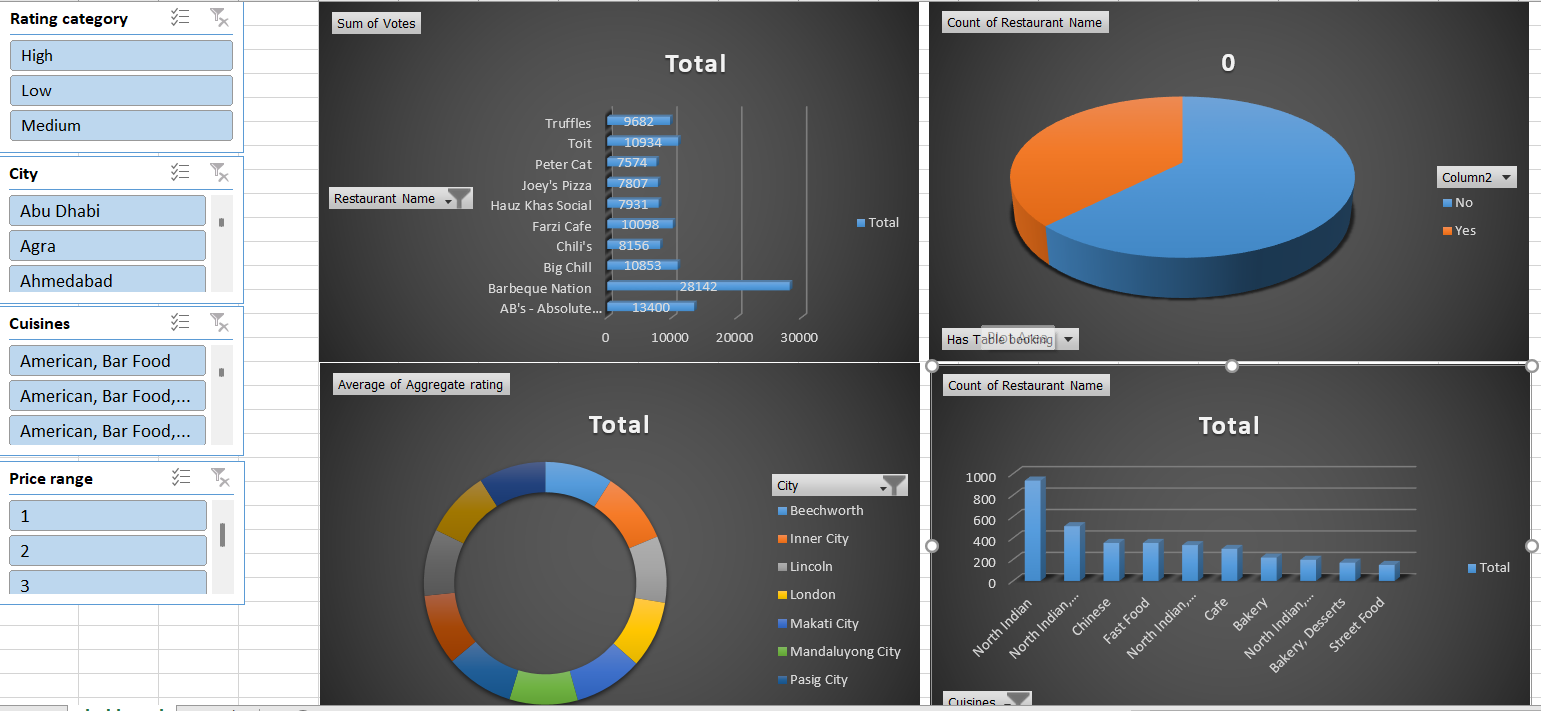 Rating category
High
Low
Medium
City
Abu Dhabi
Agra
Ahmedabad
Cuisines
American, Bar Food
American, Bar Food,...
American, Bar Food,...
Price range
1
2
3
Sum of Votes
Total
Restaurant Name
Truffles 9682
Toit 10934
Peter Cat 7574
Joey's Pizza 7807
Hauz Khas Social 7931
Farzi Cafe 10098
Chili's 8156
Big Chill 10853
Barbeque Nation 28142
AB's - Absolute... 13400
0 10000 20000 30000
Total
Count of Restaurant Name
0
Column2
No
Yes
Has Table booking
Average of Aggregate rating
Total
City
Beechworth
Inner City
Lincoln
London
Makati City
Mandaluyong City
Pasig City
Count of Restaurant Name
Total
1000
800
600
400
200
0
North Indian
North Indian,...
Chinese
Fast Food
North Indian,...
Cafe
Bakery
North Indian,...
Bakery, Desserts
Street Food
Total
Cuisines